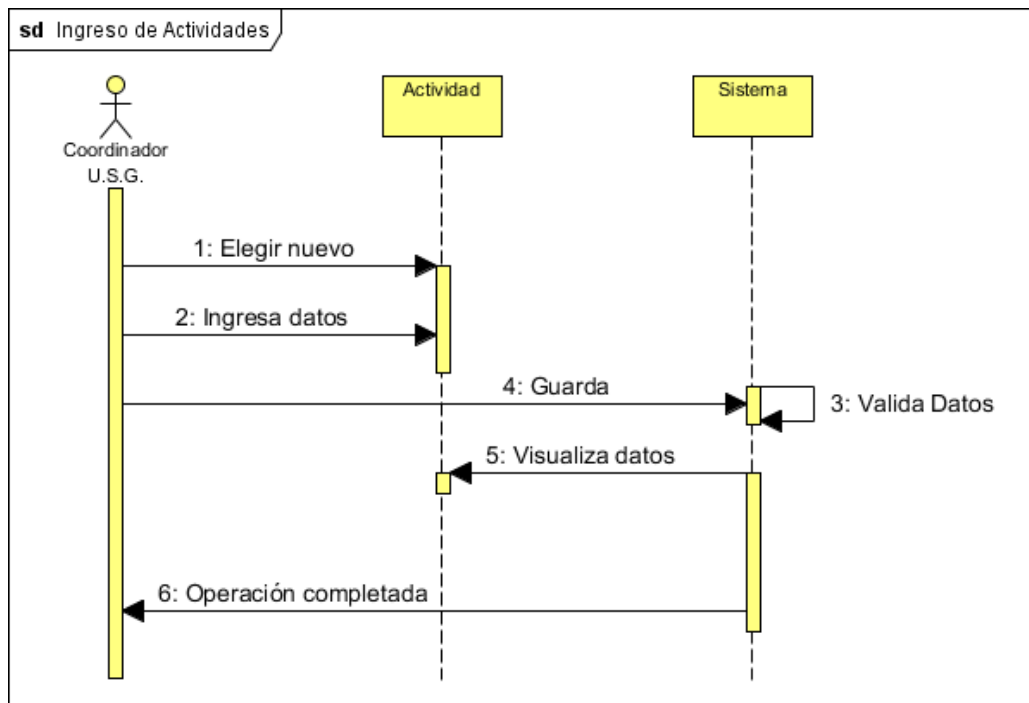 sd Ingreso de Actividades
Coordinador
U.S.G.
Actividad
Sistema
1: Elegir nuevo
2: Ingresa datos
4: Guarda
3: Valida Datos
5: Visualiza datos
6: Operación completada